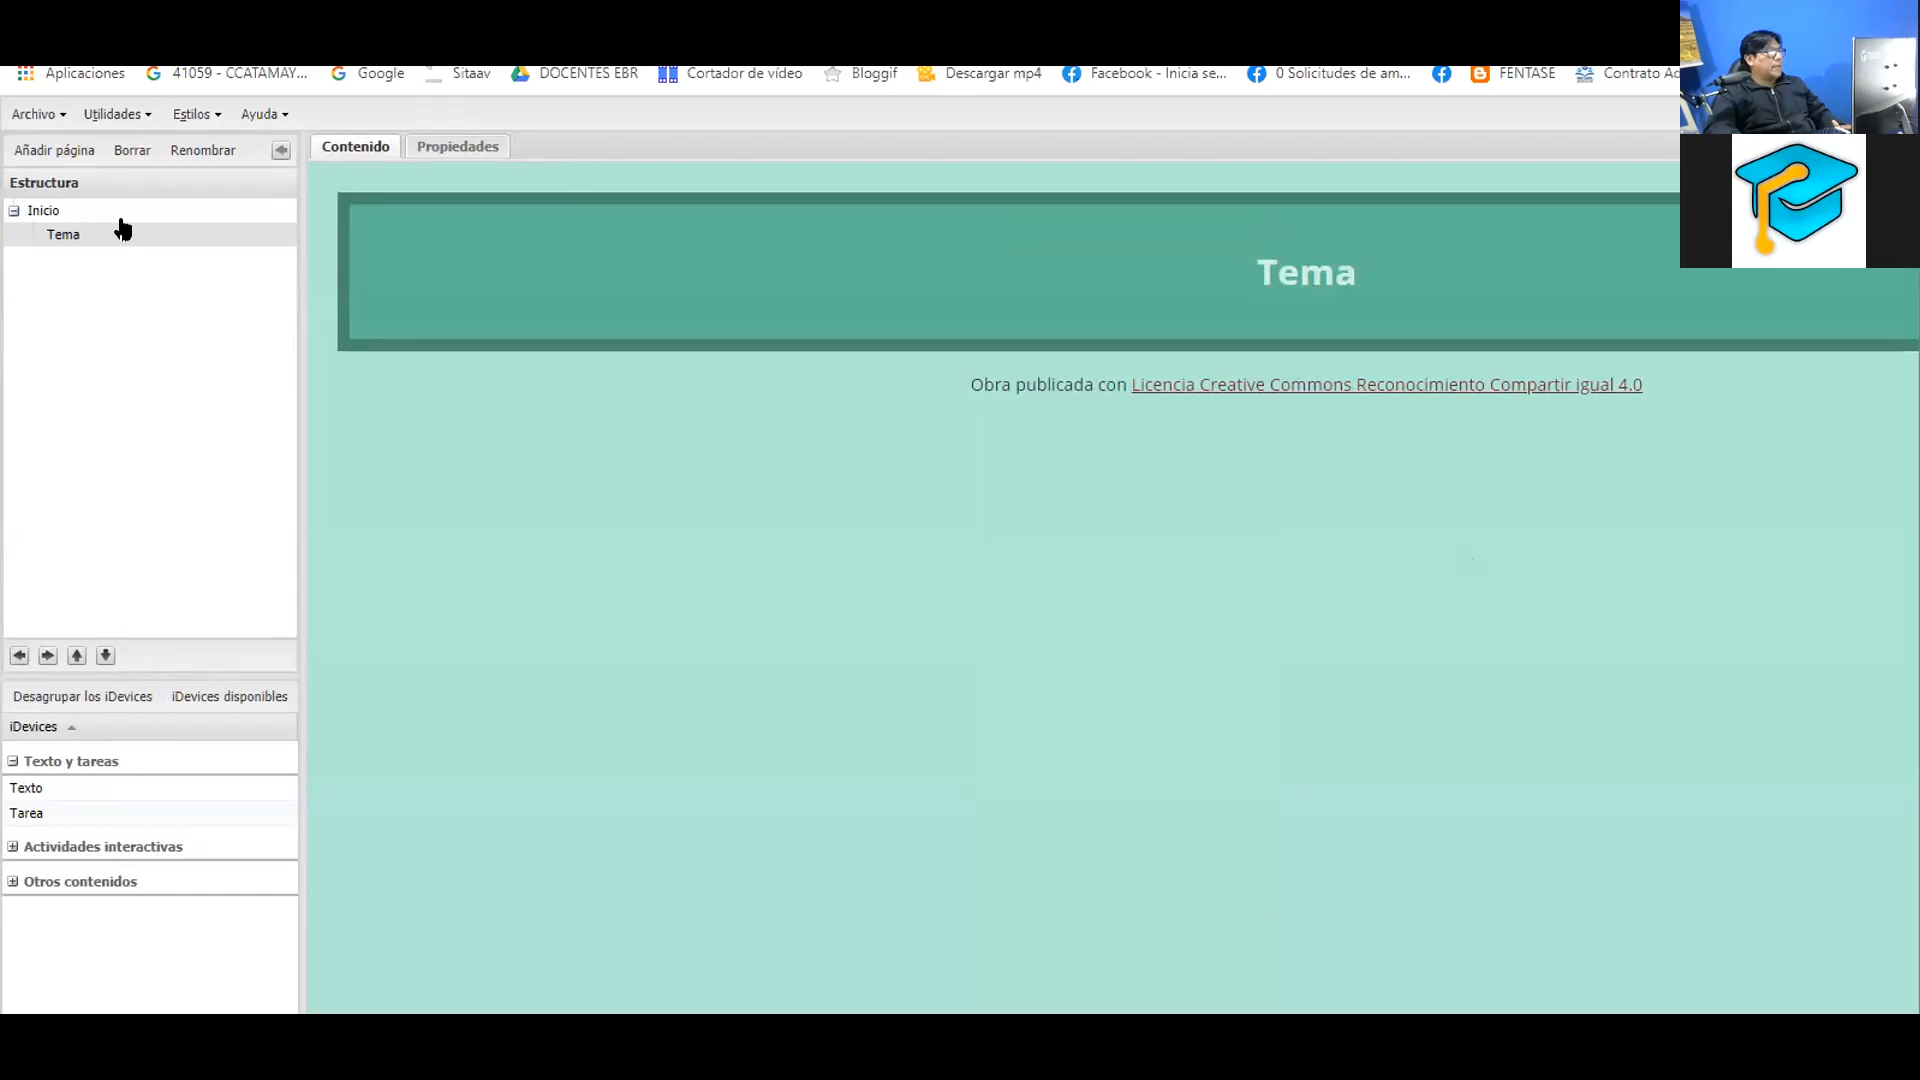 Aplicaciones 41059 - CCATAMAY... Google Sitaav DOCENTES EBR Cortador de vídeo Bloggif Descargar mp4 Facebook - Inicia se... 0 Solicitudes de am... FENTASE Contrato Ac
Archivo Utilidades Estilos Ayuda
Añadir página Borrar Renombrar
Contenido Propiedades
Estructura
Inicio
Tema
Tema
Obra publicada con Licencia Creative Commons Reconocimiento Compartir igual 4.0
Desagrupar los iDevices iDevices disponibles
iDevices
Texto y tareas
Texto
Tarea
Actividades interactivas
Otros contenidos